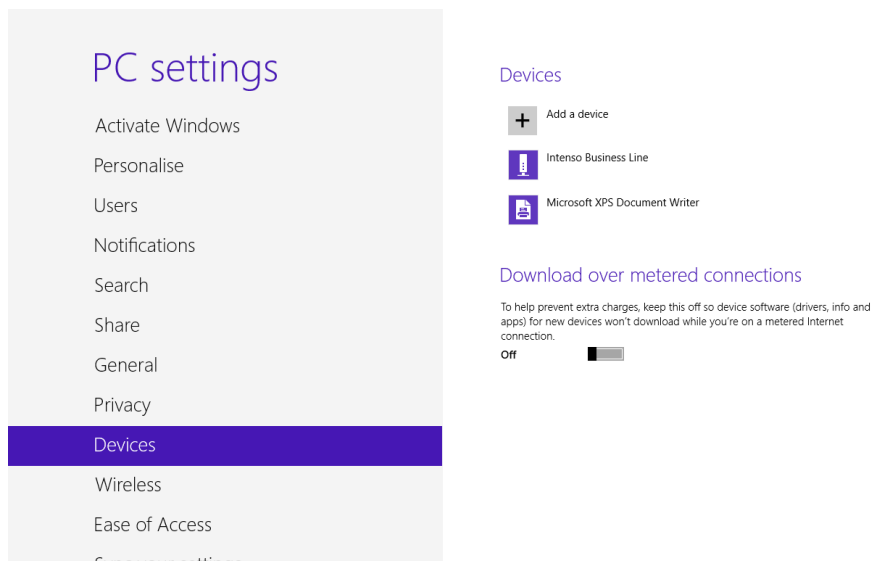 PC settings
Activate Windows
Personalise
Users
Notifications
Search
Share
General
Privacy
Devices
Wireless
Ease of Access
Devices
Add a device
Intenso Business Line
Microsoft XPS Document Writer
Download over metered connections
To help prevent extra charges, keep this off so device software (drivers, info and
apps) for new devices won't download while you're on a metered Internet
connection.
Off